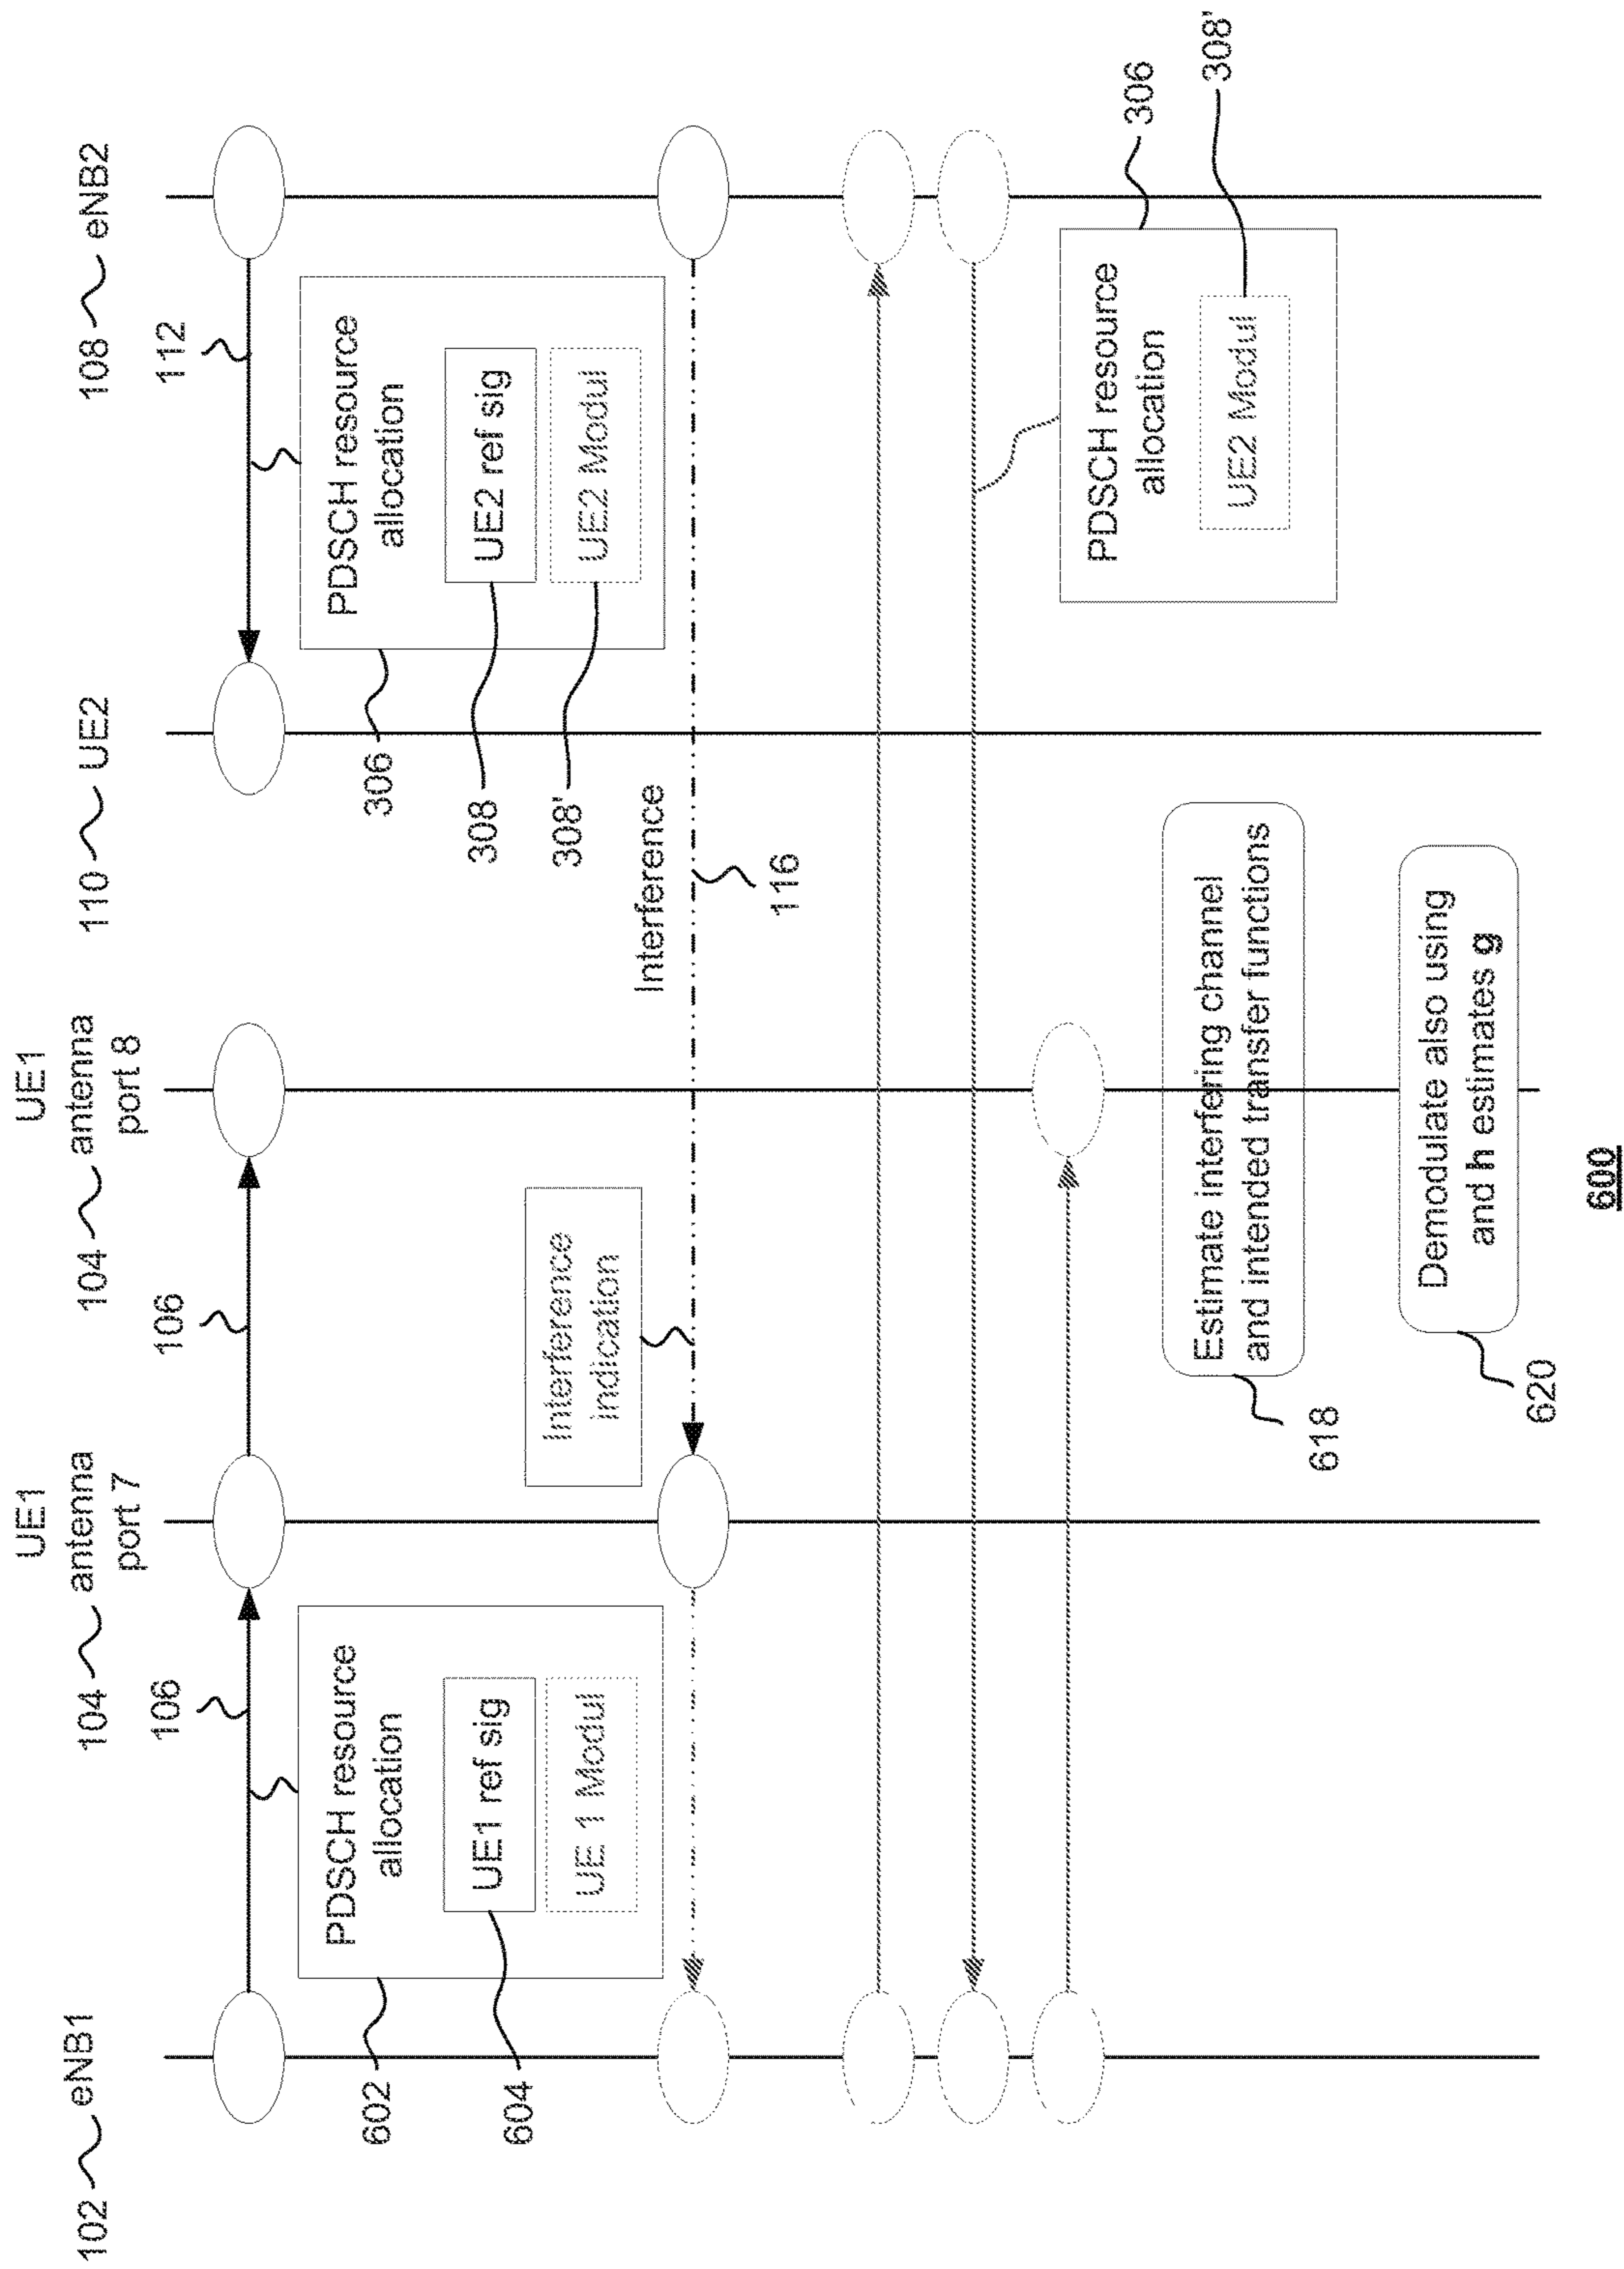 102
eNB1
UE1
104
antenna
port 7
UE1
104
antenna
port 8
110
UE2
108
eNB2
106
106
112
PDSCH resource
allocation
UE1 ref sig
UE 1 Modul
602
604
PDSCH resource
allocation
UE2 ref sig
UE2 Modul
306
308
308'
Interference
indication
Interference
116
PDSCH resource
allocation
UE2 Modul
306
308'
Estimate interfering channel
and intended transfer functions
618
Demodulate also using
and h estimates g
620
600